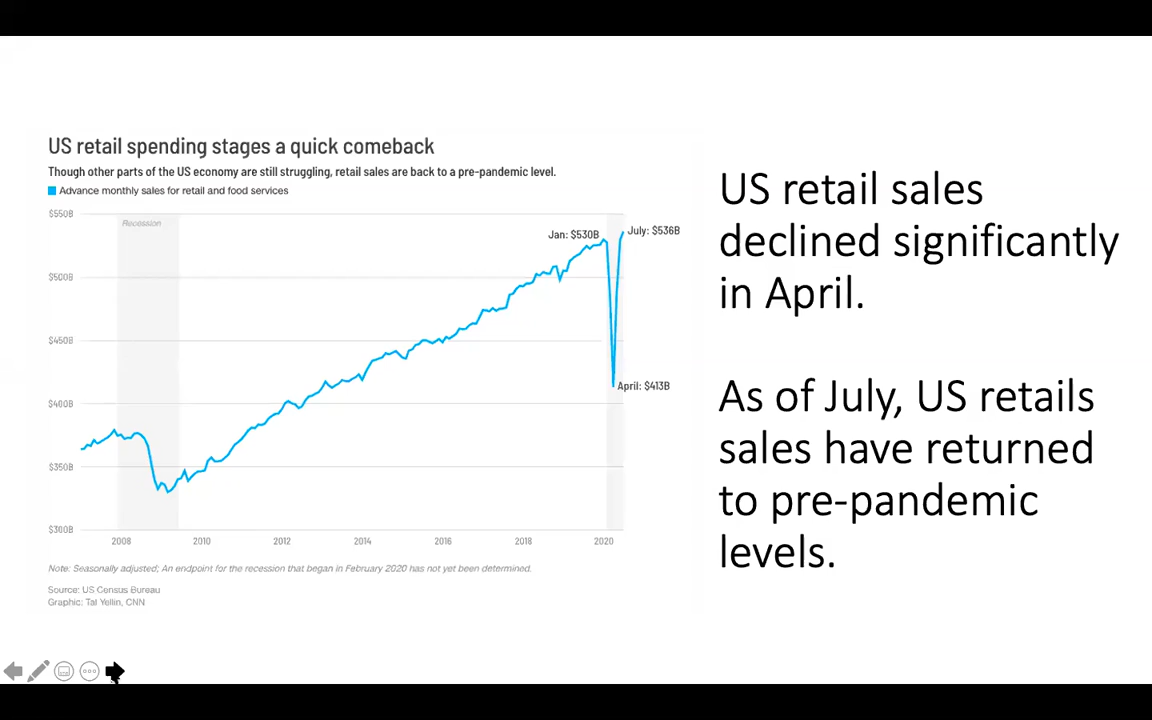 US retail spending stages a quick comeback
Though other parts of the US economy are still struggling, retail sales are back to a pre-pandemic level.
Advance monthly sales for retail and food services
$550B
Recession
Jan: $530B
July: $536B
$500B
$450B
April: $413B
$400B
$350B
$300B
2008 2010 2012 2014 2016 2018 2020
Note: Seasonally adjusted; An endpoint for the recession that began in February 2020 has not yet been determined.
Source: US Census Bureau
Graphic: Tal Yellin, CNN
US retail sales
declined significantly
in April.
As of July, US retails
sales have returned
to pre-pandemic
levels.